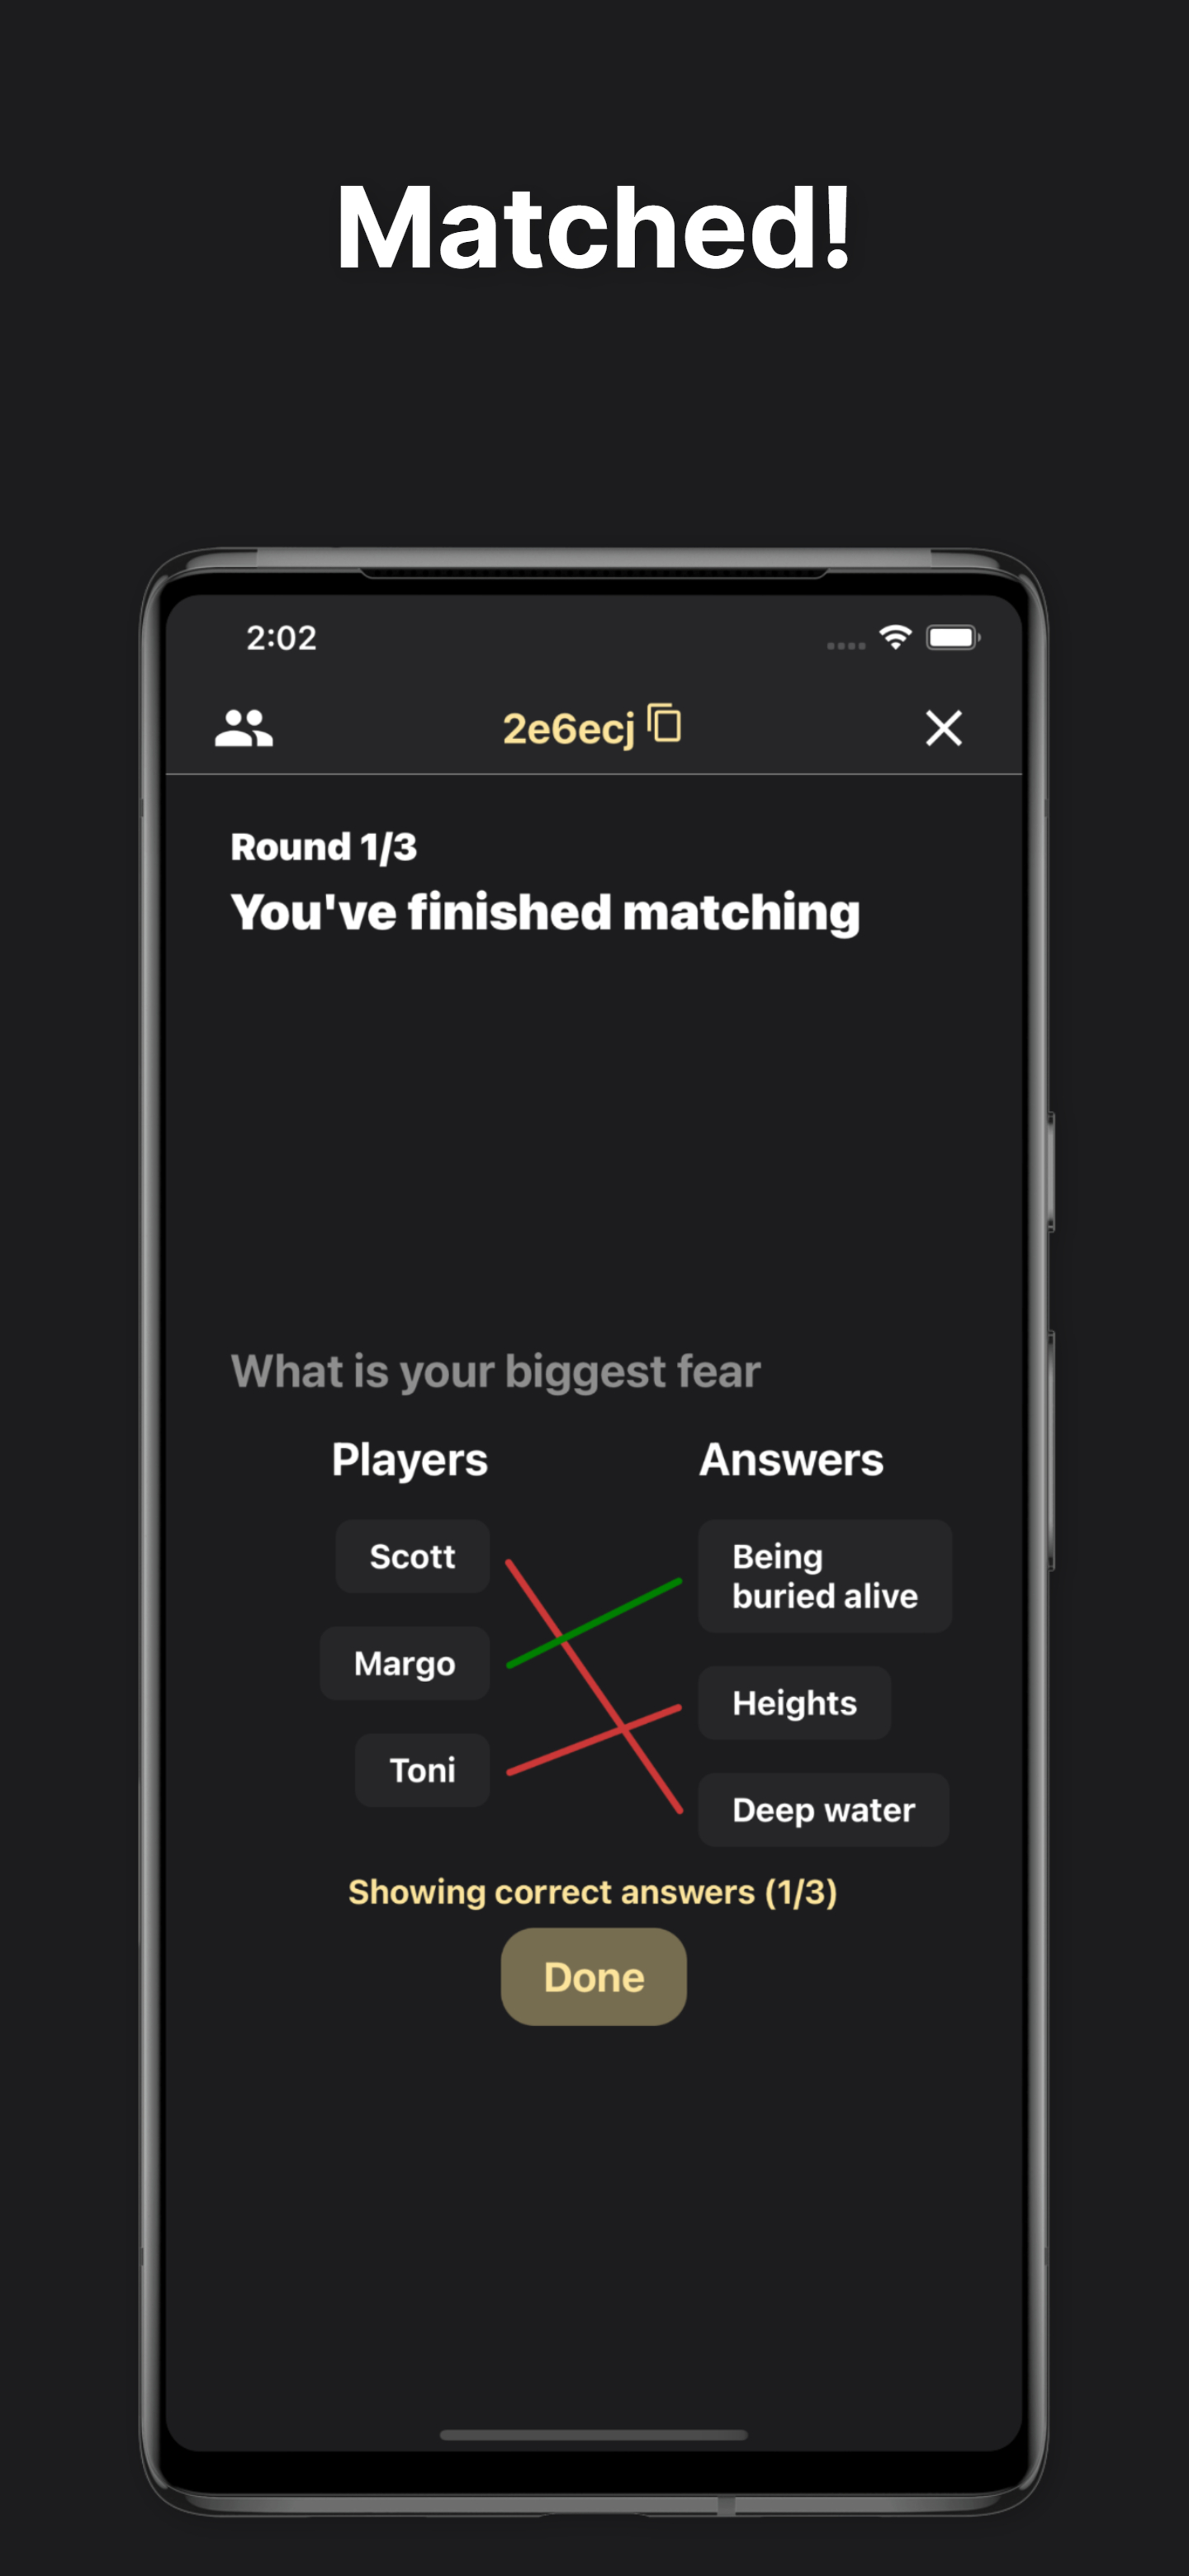 Matched!
2:02
2e6ecj
Round 1/3
You've finished matching
What is your biggest fear
Players
Answers
Scott
Margo
Toni
Being
buried alive
Heights
Deep water
Showing correct answers (1/3)
Done